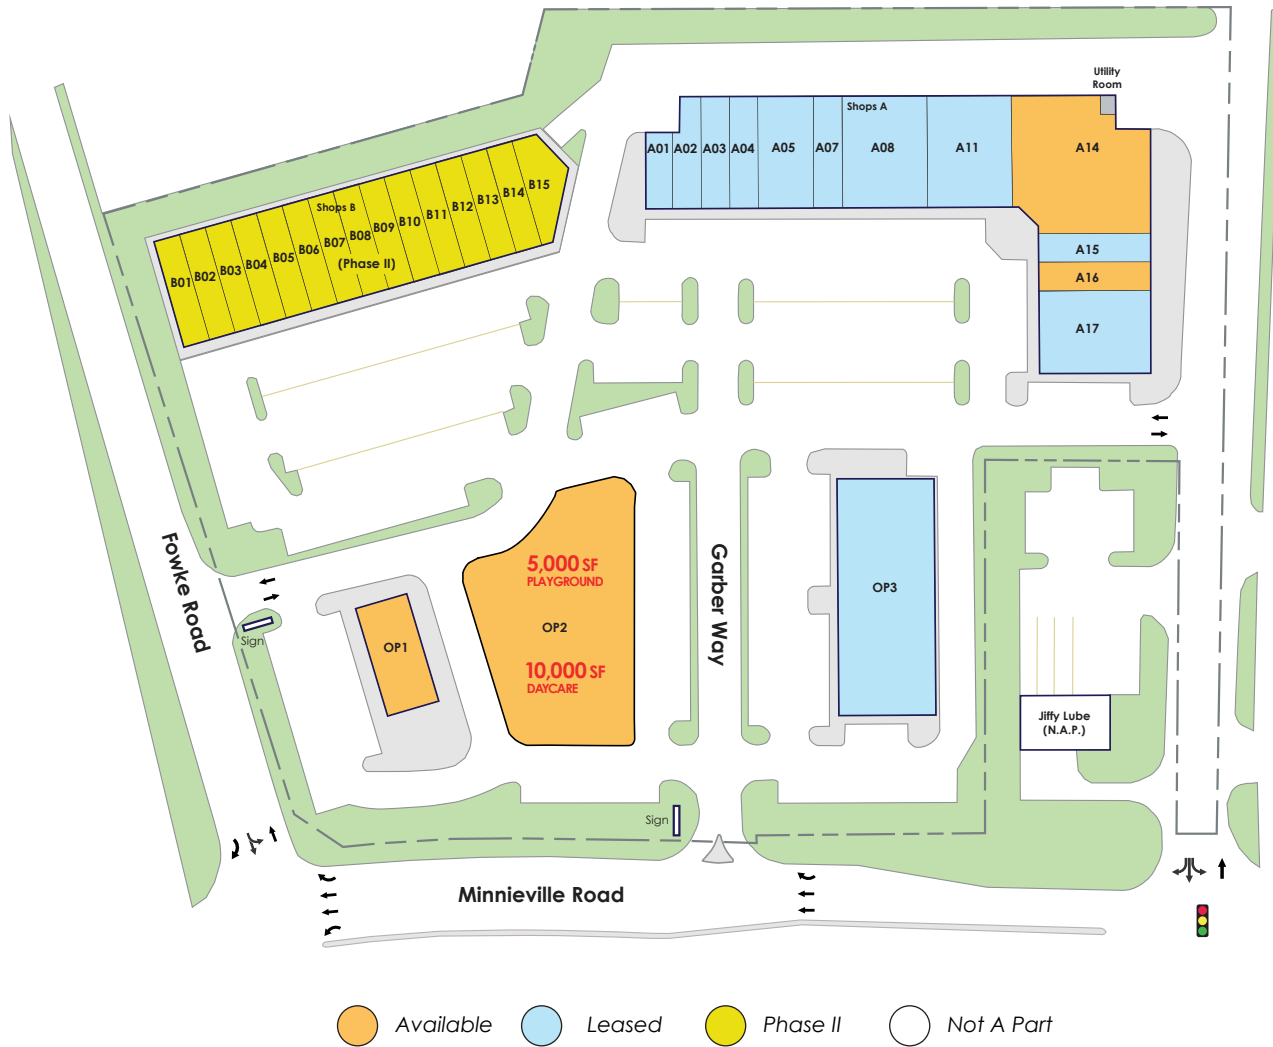 Utility
Room
Shops A
A01
A02
A03
A04
A05
A07
A08
A11
A14
A15
A16
A17
Shops B
(Phase II)
B01
B02
B03
B04
B05
B06
B07
B08
B09
B10
B11
B12
B13
B14
B15
Fowke Road
Sign
OP1
5,000 SF
PLAYGROUND
OP2
10,000 SF
DAYCARE
Garber Way
OP3
Jiffy Lube
(N.A.P.)
Sign
Minnieville Road
Available
Leased
Phase II
Not A Part